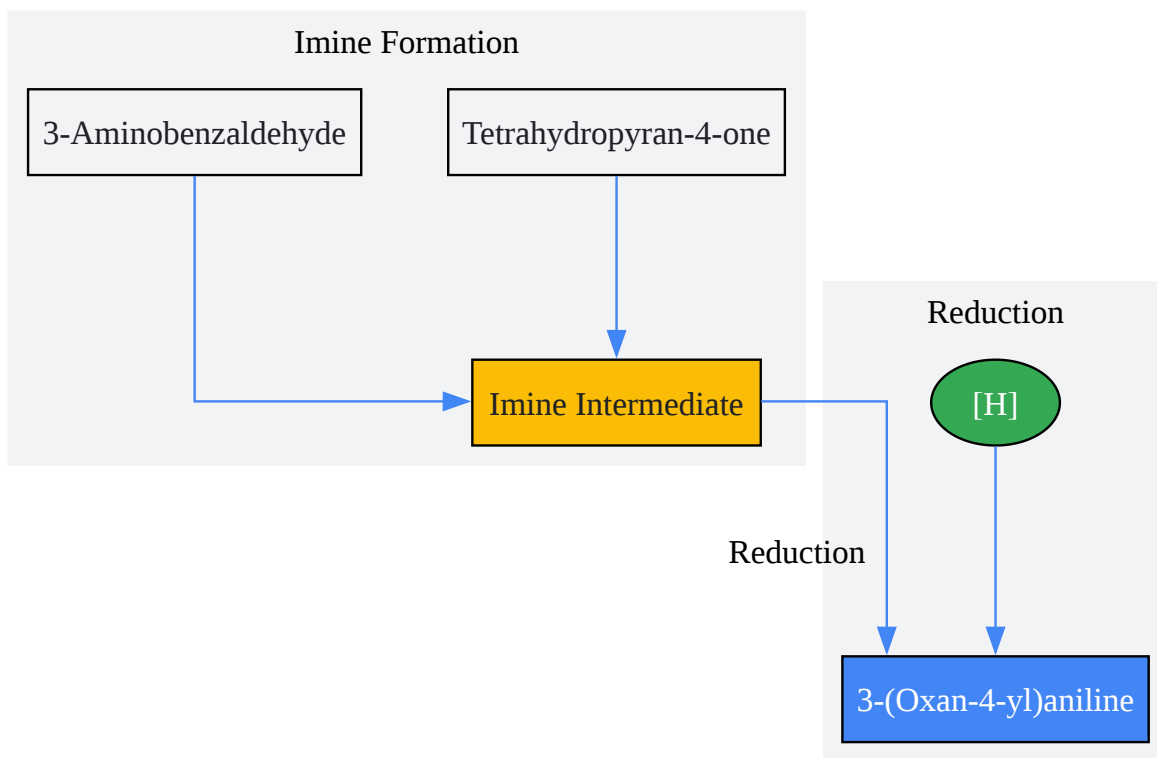 Imine Formation
3-Aminobenzaldehyde
Tetrahydropyran-4-one
Imine Intermediate
Reduction
Reduction
[H]
3-(Oxan-4-yl)aniline